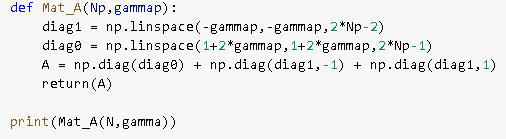 def Mat_A(Np,gammap):
    diag1 = np.linspace(-gammap,-gammap,2*Np-2)
    diag0 = np.linspace(1+2*gammap,1+2*gammap,2*Np-1)
    A = np.diag(diag0) + np.diag(diag1,-1) + np.diag(diag1,1)
    return(A)
print(Mat_A(N,gamma))